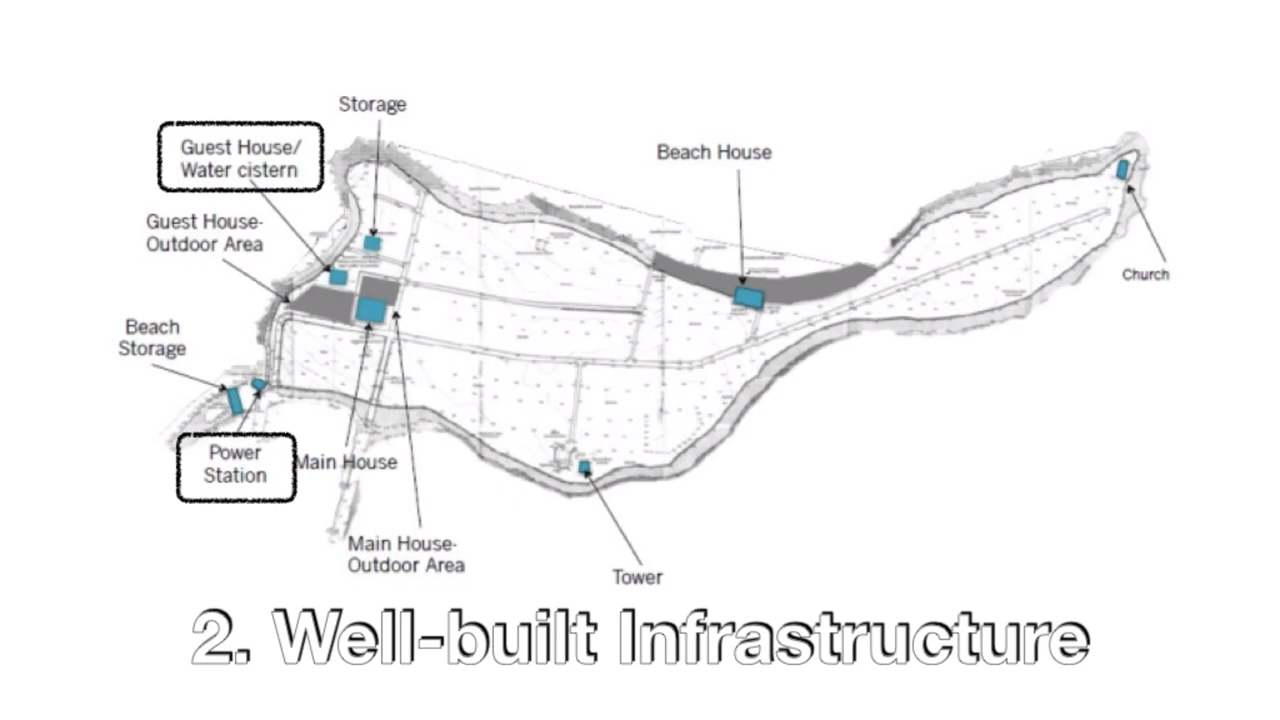 Storage
Guest House/
Water cistern
Beach House
Guest House-
Outdoor Area
Church
Beach
Storage
Power
Station
Main House
Main House-
Outdoor Area
Tower
2. Well-built Infrastructure